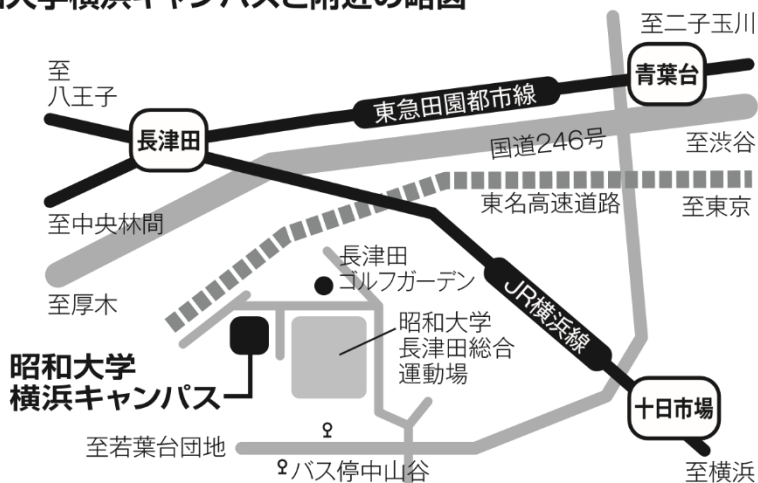 大学横浜キャンパスと附近の略図
至二子玉川
至
八王子
青葉台
東急田園都市線
長津田
国道246号
至渋谷
東名高速道路
至東京
至中央林間
長津田
ゴルフガーデン
至厚木
JR横浜線
昭和大学
長津田総合
運動場
昭和大学
横浜キャンパス
十日市場
至若葉台団地
バス停中山谷
至横浜